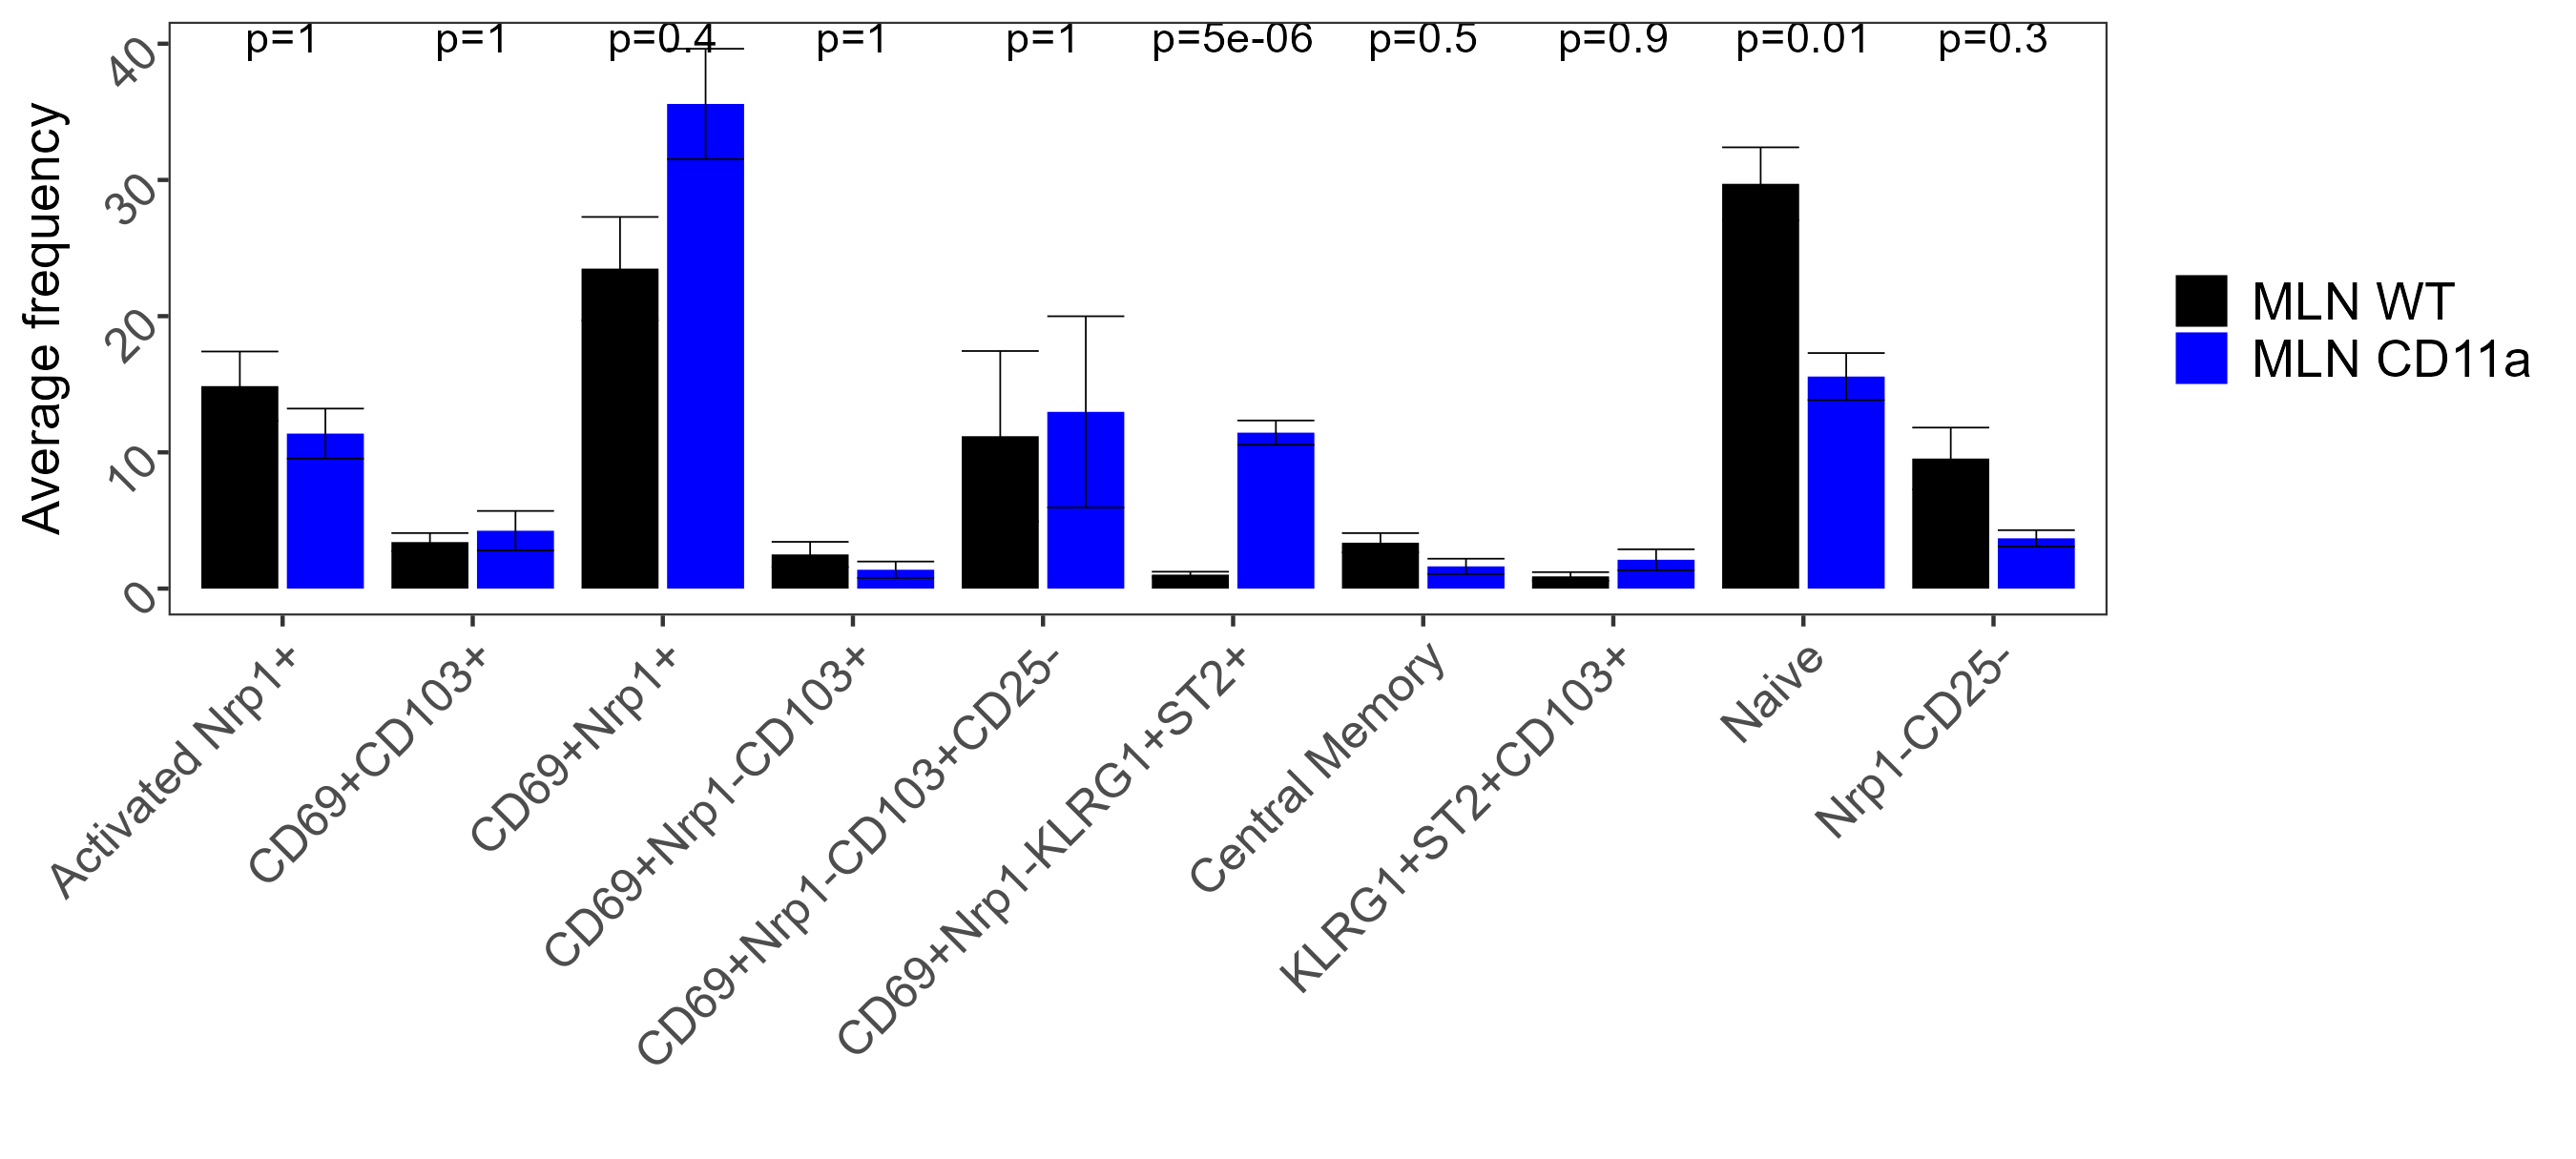 p=1 p=1 p=0.4 p=1 p=1 p=5e-06 p=0.5 p=0.9 p=0.01 p=0.3
Average frequency
40
30
20
10
0
MLN WT
MLN CD11a
Activated Nrp1+
CD69+CD103+
CD69+Nrp1+
CD69+Nrp1-CD103+
CD69+Nrp1-CD103+CD25-
CD69+Nrp1-KLRG1+ST2+
Central Memory
KLRG1+ST2+CD103+
Naive
Nrp1-CD25-